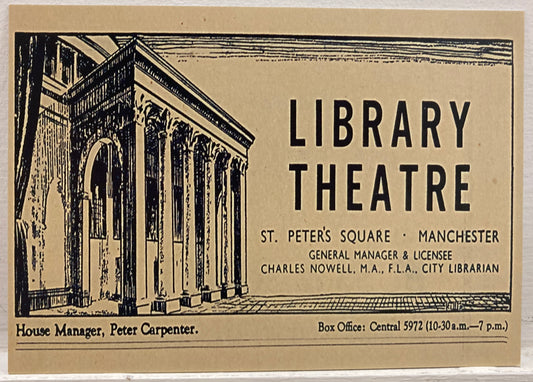 LIBRARY
THEATRE
ST. PETER'S SQUARE · MANCHESTER
GENERAL MANAGER & LICENSEE
CHARLES NOWELL, M.A., F.L.A., CITY LIBRARIAN
House Manager, Peter Carpenter.
Box Office: Central 5972 (10-30 a.m.—7 p.m.)